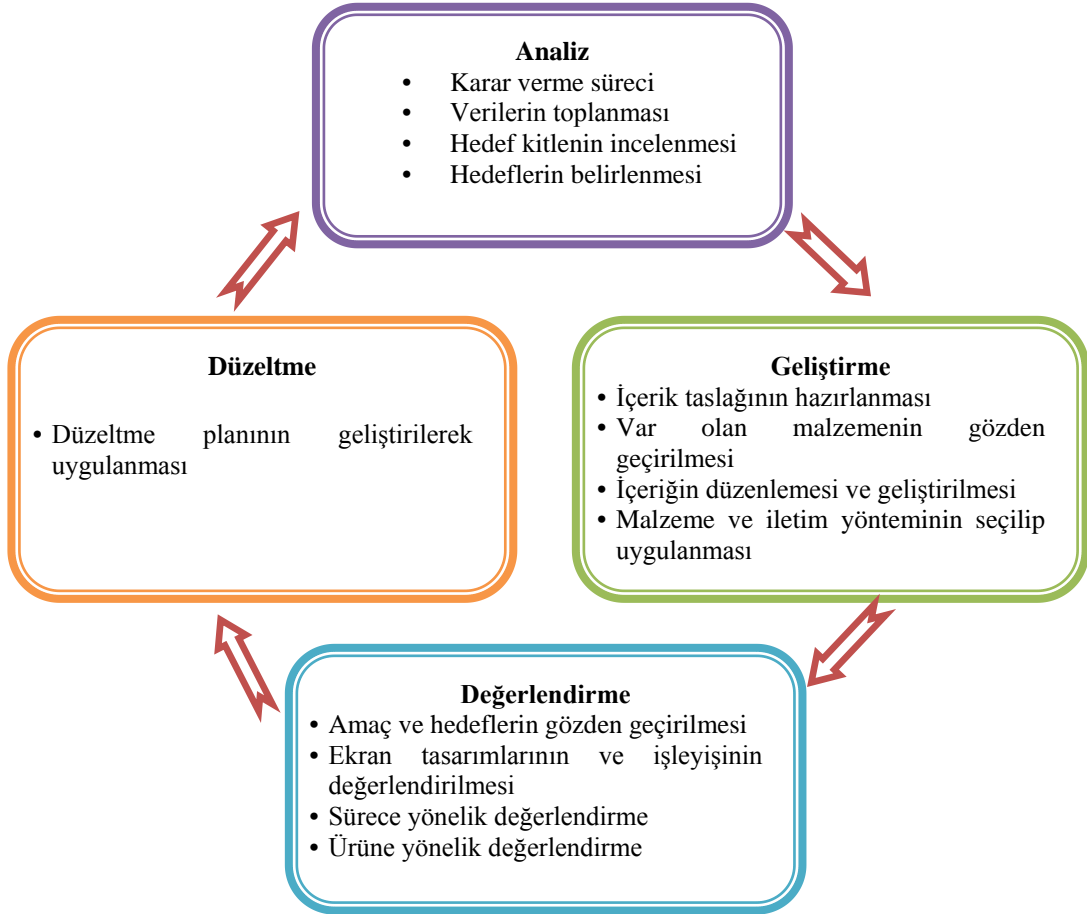 Analiz
• Karar verme süreci
• Verilerin toplanması
• Hedef kitlenin incelenmesi
• Hedeflerin belirlenmesi
Düzeltme
• Düzeltme planının geliştirilerek
uygulanması
Geliştirme
• İçerik taslağının hazırlanması
• Var olan malzemenin gözden
geçirilmesi
• İçeriğin düzenlemesi ve geliştirilmesi
• Malzeme ve iletim yönteminin seçilip
uygulanması
Değerlendirme
• Amaç ve hedeflerin gözden geçirilmesi
• Ekran tasarımlarının ve işleyişinin
değerlendirilmesi
• Sürece yönelik değerlendirme
• Ürüne yönelik değerlendirme